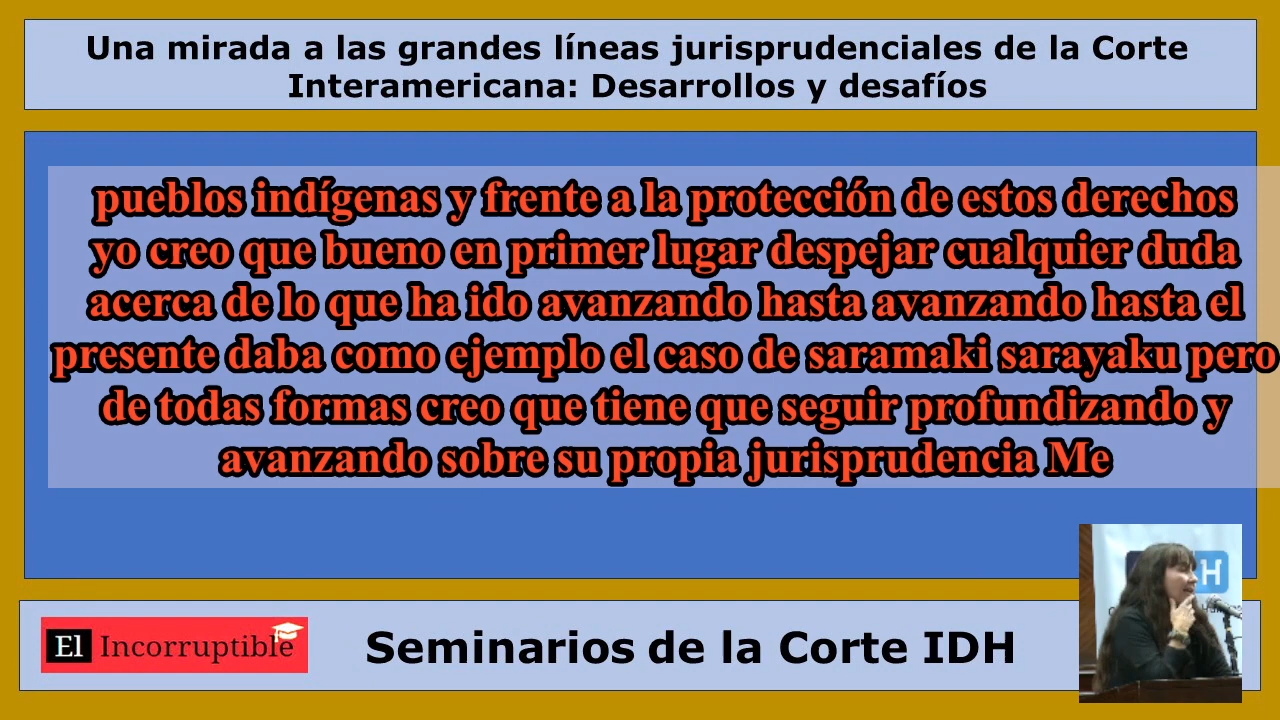 Una mirada a las grandes líneas jurisprudenciales de la Corte
Interamericana: Desarrollos y desafíos
pueblos indígenas y frente a la protección de estos derechos
yo creo que bueno en primer lugar despejar cualquier duda
acerca de lo que ha ido avanzando hasta avanzando hasta el
presente daba como ejemplo el caso de saramaki sarayaku pero
de todas formas creo que tiene que seguir profundizando y
avanzando sobre su propia jurisprudencia Me
H
El Incorruptible
Seminarios de la Corte IDH